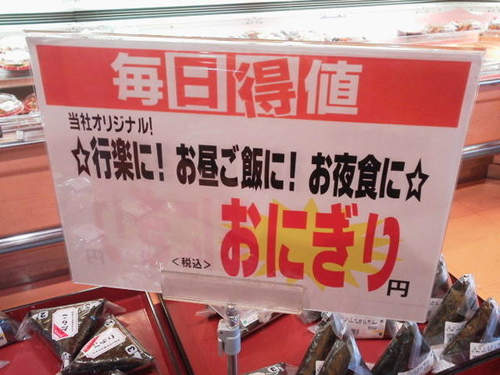 毎日得値
当社オリジナル!
☆行楽に!お昼ご飯に!お夜食に☆
<税込>おにぎり円
円